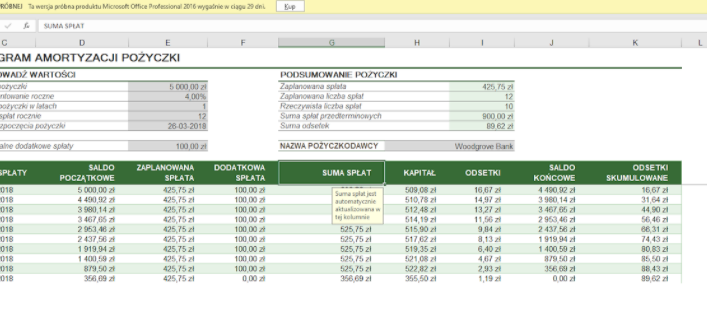 RÓBNEJ Ta wersja próbna produktu Microsoft Office Professional 2016 wygaśnie w ciągu 29 dni. Kup
fx SUMA SPŁAT
C D E F G H I J K L
GRAM AMORTYZACJI POŻYCZKI
OWADŹ WARTOŚCI PODSUMOWANIE POŻYCZKI
pożyczki 5 000,00 zł Zaplanowana spłata 425,75 zł
entowanie roczne 4,00% Zaplanowana liczba spłat 12
pożyczki w latach 1 Rzeczywista liczba spłat 10
spłat rocznie 12 Suma spłat przedterminowych 900,00 zł
ozpoczęcia pożyczki 26-03-2018 Suma odsetek 89,62 zł
alne dodatkowe spłaty 100,00 zł NAZWA POŻYCZKODAWCY Woodgrove Bank
SPŁATY SALDO POCZĄTKOWE ZAPLANOWANA SPŁATA DODATKOWA SPŁATA SUMA SPŁAT KAPITAŁ ODSETKI SALDO KOŃCOWE ODSETKI SKUMULOWANE
2018 5 000,00 zł 425,75 zł 100,00 zł 509,08 zł 16,67 zł 4 490,92 zł 16,67 zł
2018 4 490,92 zł 425,75 zł 100,00 zł 510,78 zł 14,97 zł 3 980,14 zł 31,64 zł
2018 3 980,14 zł 425,75 zł 100,00 zł 512,48 zł 13,27 zł 3 467,65 zł 44,90 zł
2018 3 467,65 zł 425,75 zł 100,00 zł 514,19 zł 11,56 zł 2 953,46 zł 56,46 zł
Suma spłat jest
automatycznie
aktualizowana w
tej kolumnie
2018 2 953,46 zł 425,75 zł 100,00 zł 525,75 zł 515,90 zł 9,84 zł 2 437,56 zł 66,31 zł
2018 2 437,56 zł 425,75 zł 100,00 zł 525,75 zł 517,62 zł 8,13 zł 1 919,94 zł 74,43 zł
2018 1 919,94 zł 425,75 zł 100,00 zł 525,75 zł 519,35 zł 6,40 zł 1 400,59 zł 80,83 zł
2018 1 400,59 zł 425,75 zł 100,00 zł 525,75 zł 521,08 zł 4,67 zł 879,50 zł 85,50 zł
2018 879,50 zł 425,75 zł 100,00 zł 525,75 zł 522,82 zł 2,93 zł 356,69 zł 88,43 zł
2018 356,69 zł 425,75 zł 0,00 zł 356,69 zł 355,50 zł 1,19 zł 0,00 zł 89,62 zł